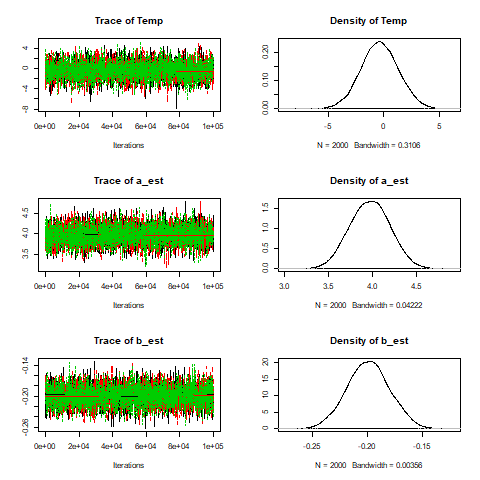 Trace of Temp
4
0
-4
-8
0e+00 2e+04 4e+04 6e+04 8e+04 1e+05
Iterations
Density of Temp
0.20
0.10
0.00
-5 0 5
N = 2000 Bandwidth = 0.3106
Trace of a_est
4.5
4.0
3.5
0e+00 2e+04 4e+04 6e+04 8e+04 1e+05
Iterations
Density of a_est
1.5
1.0
0.5
0.0
3.0 3.5 4.0 4.5
N = 2000 Bandwidth = 0.04222
Trace of b_est
-0.14
-0.20
-0.26
0e+00 2e+04 4e+04 6e+04 8e+04 1e+05
Iterations
Density of b_est
20
15
10
5
0
-0.25 -0.20 -0.15
N = 2000 Bandwidth = 0.00356